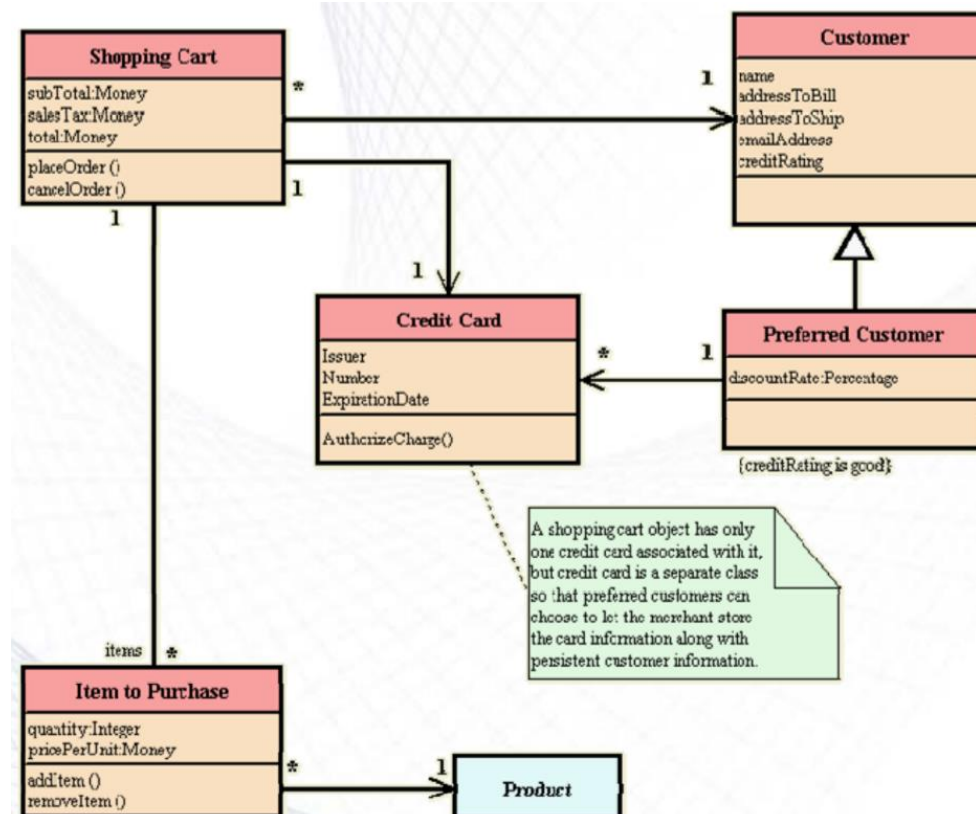 Shopping Cart
subTotal:Money
salesTax:Money
total:Money
placeOrder ()
cancelOrder ()
*
1
Customer
name
addressToBill
addressToShip
emailAddress
creditRating
1
1
1
Credit Card
Issuer
Number
ExpirationDate
AuthorizeCharge()
*
1
Preferred Customer
discountRate:Percentage
{creditRating is good}
A shopping cart object has only
one credit card associated with it,
but credit card is a separate class
so that preferred customers can
choose to let the merchant store
the card information along with
persistent customer information.
items
*
Item to Purchase
quantity:Integer
pricePerUnit:Money
addItem ()
removeItem ()
*
1
Product